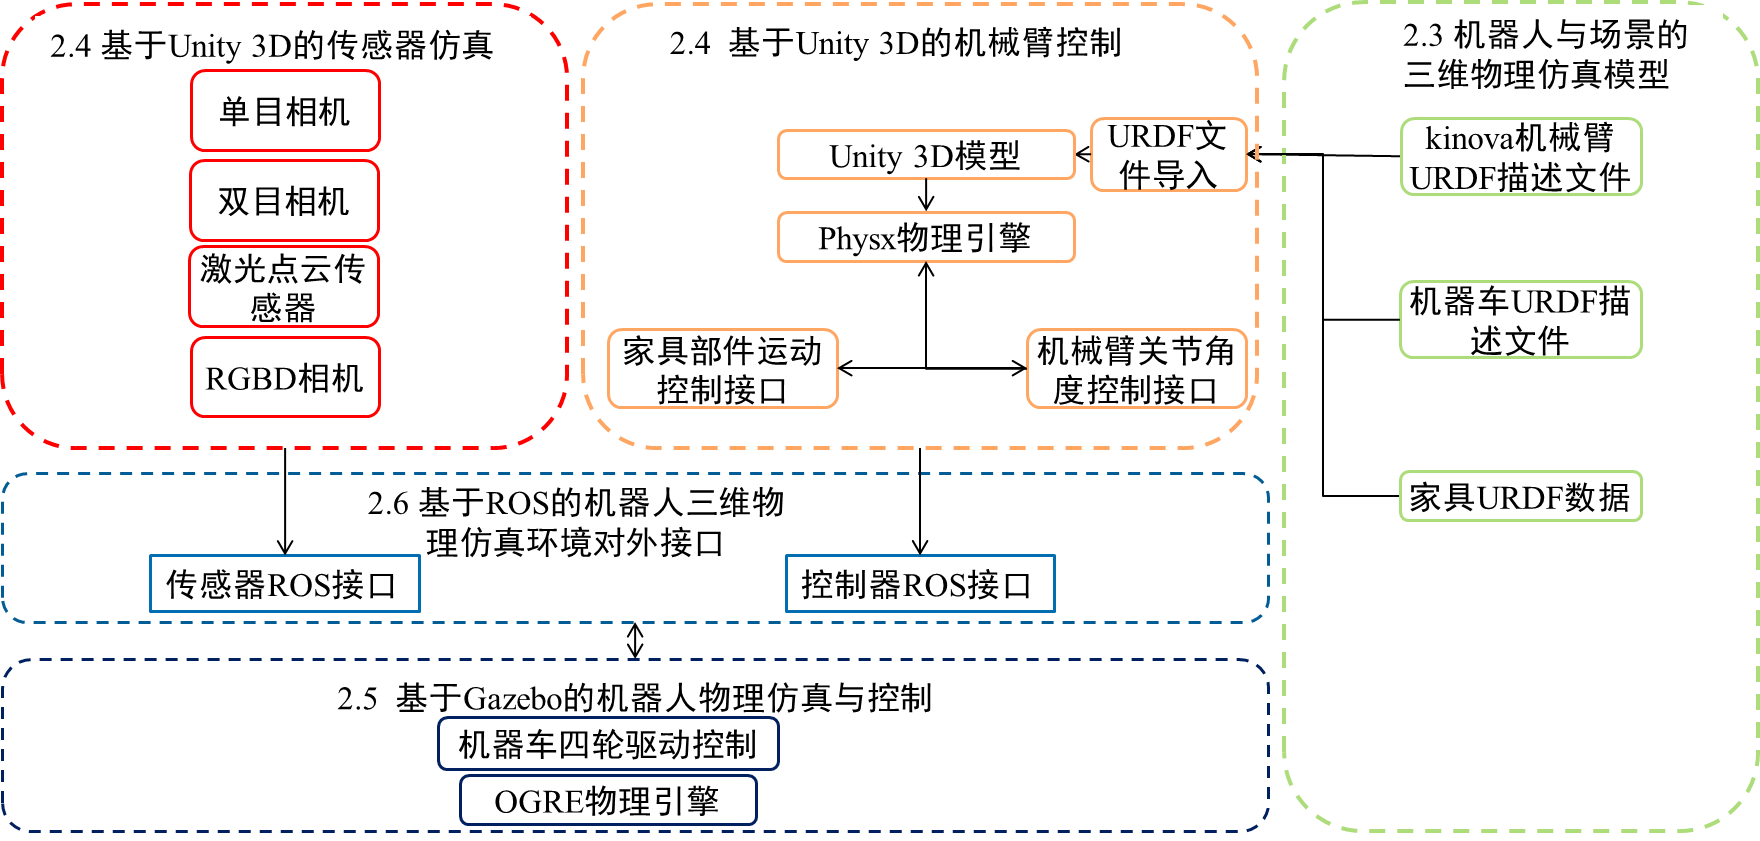 2.4 基于Unity 3D的传感器仿真
单目相机
双目相机
激光点云传
感器
RGBD相机
2.4 基于Unity 3D的机械臂控制
Unity 3D模型
URDF文
件导入
Physx物理引擎
家具部件运动
控制接口
机械臂关节角
度控制接口
2.3 机器人与场景的
三维物理仿真模型
kinova机械臂
URDF描述文件
机器车URDF描
述文件
家具URDF数据
2.6 基于ROS的机器人三维物
理仿真环境对外接口
传感器ROS接口
控制器ROS接口
2.5 基于Gazebo的机器人物理仿真与控制
机器车四轮驱动控制
OGRE物理引擎